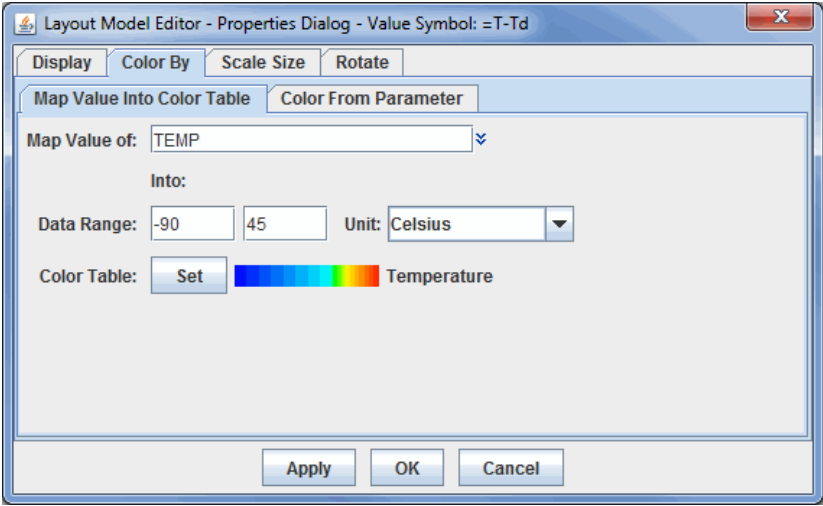 Layout Model Editor - Properties Dialog - Value Symbol: =T-Td
Display Color By Scale Size Rotate
Map Value Into Color Table Color From Parameter
Map Value of: TEMP
Into:
Data Range: -90 45 Unit: Celsius
Color Table: Set Temperature
Apply OK Cancel